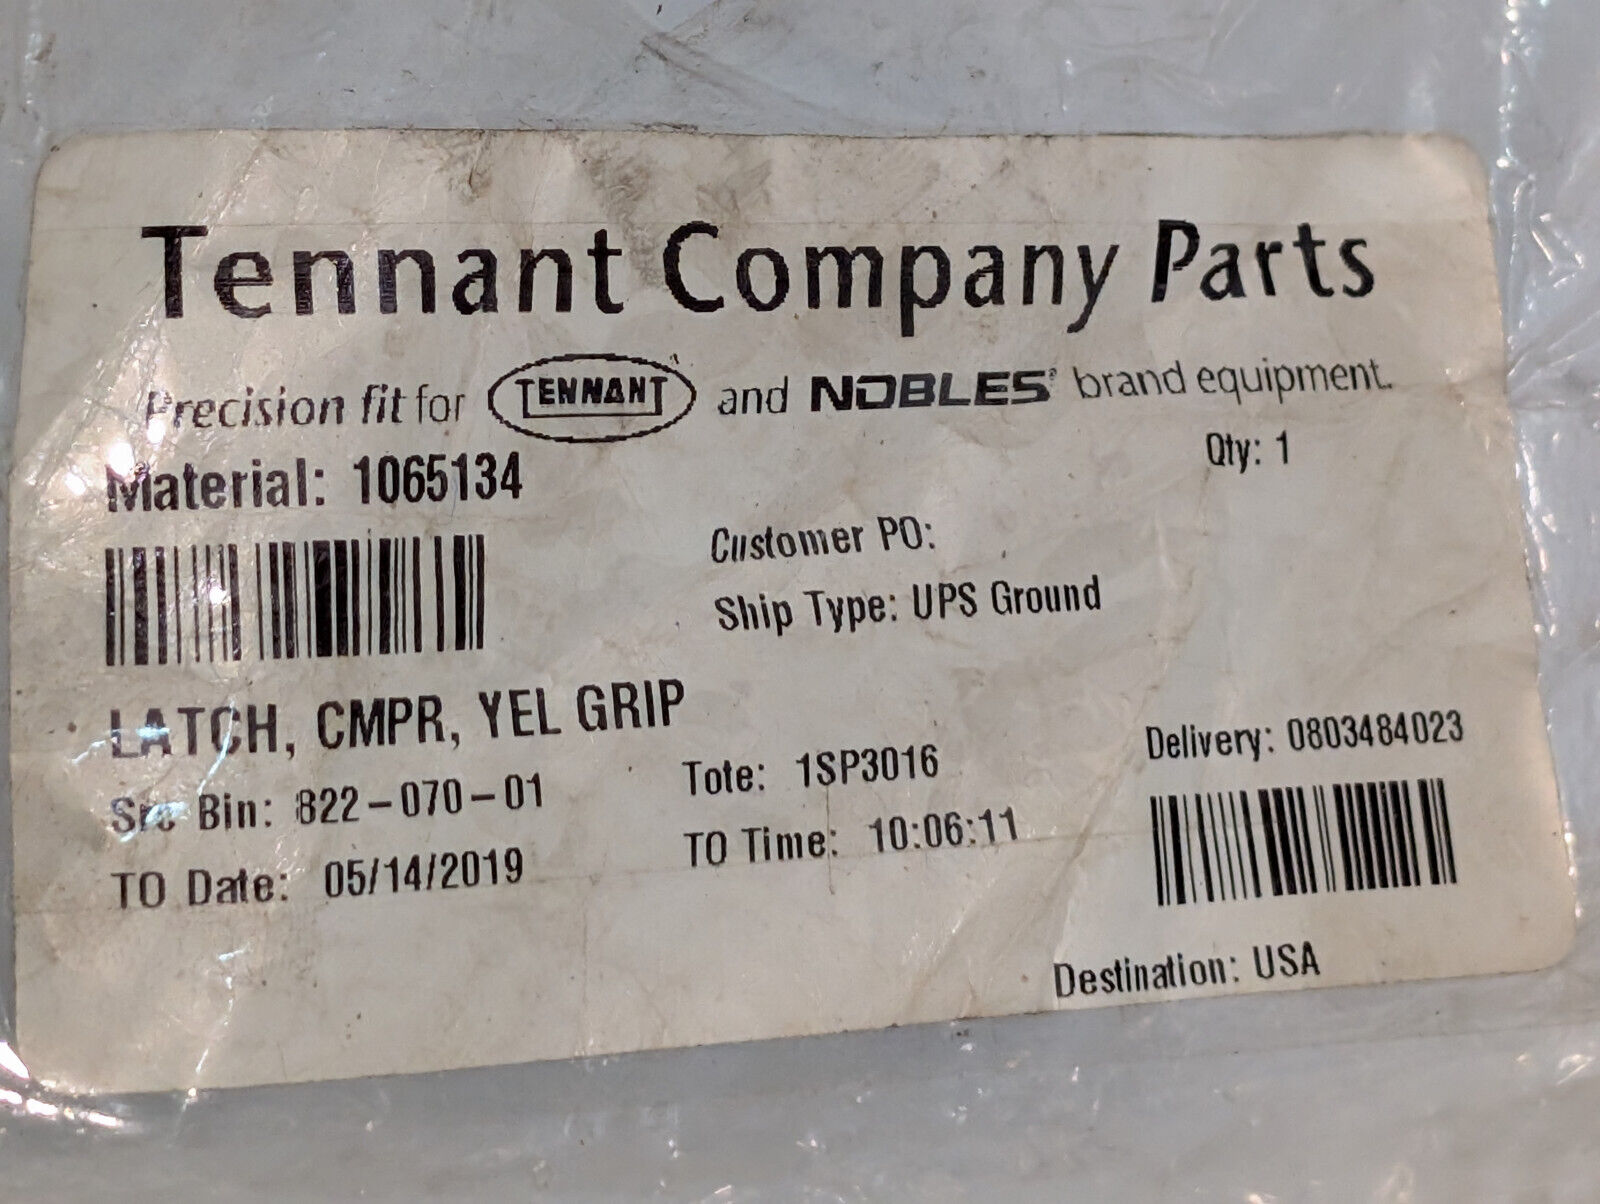 Tennant Company Parts
Precision fit for TENNANT and NOBLES® brand equipment.
Material: 1065134
Qty: 1
Customer PO:
Ship Type: UPS Ground
LATCH, CMPR, YEL GRIP
Src Bin: 822-070-01
Tote: 1SP3016
Delivery: 0803484023
TO Date: 05/14/2019
TO Time: 10:06:11
Destination: USA